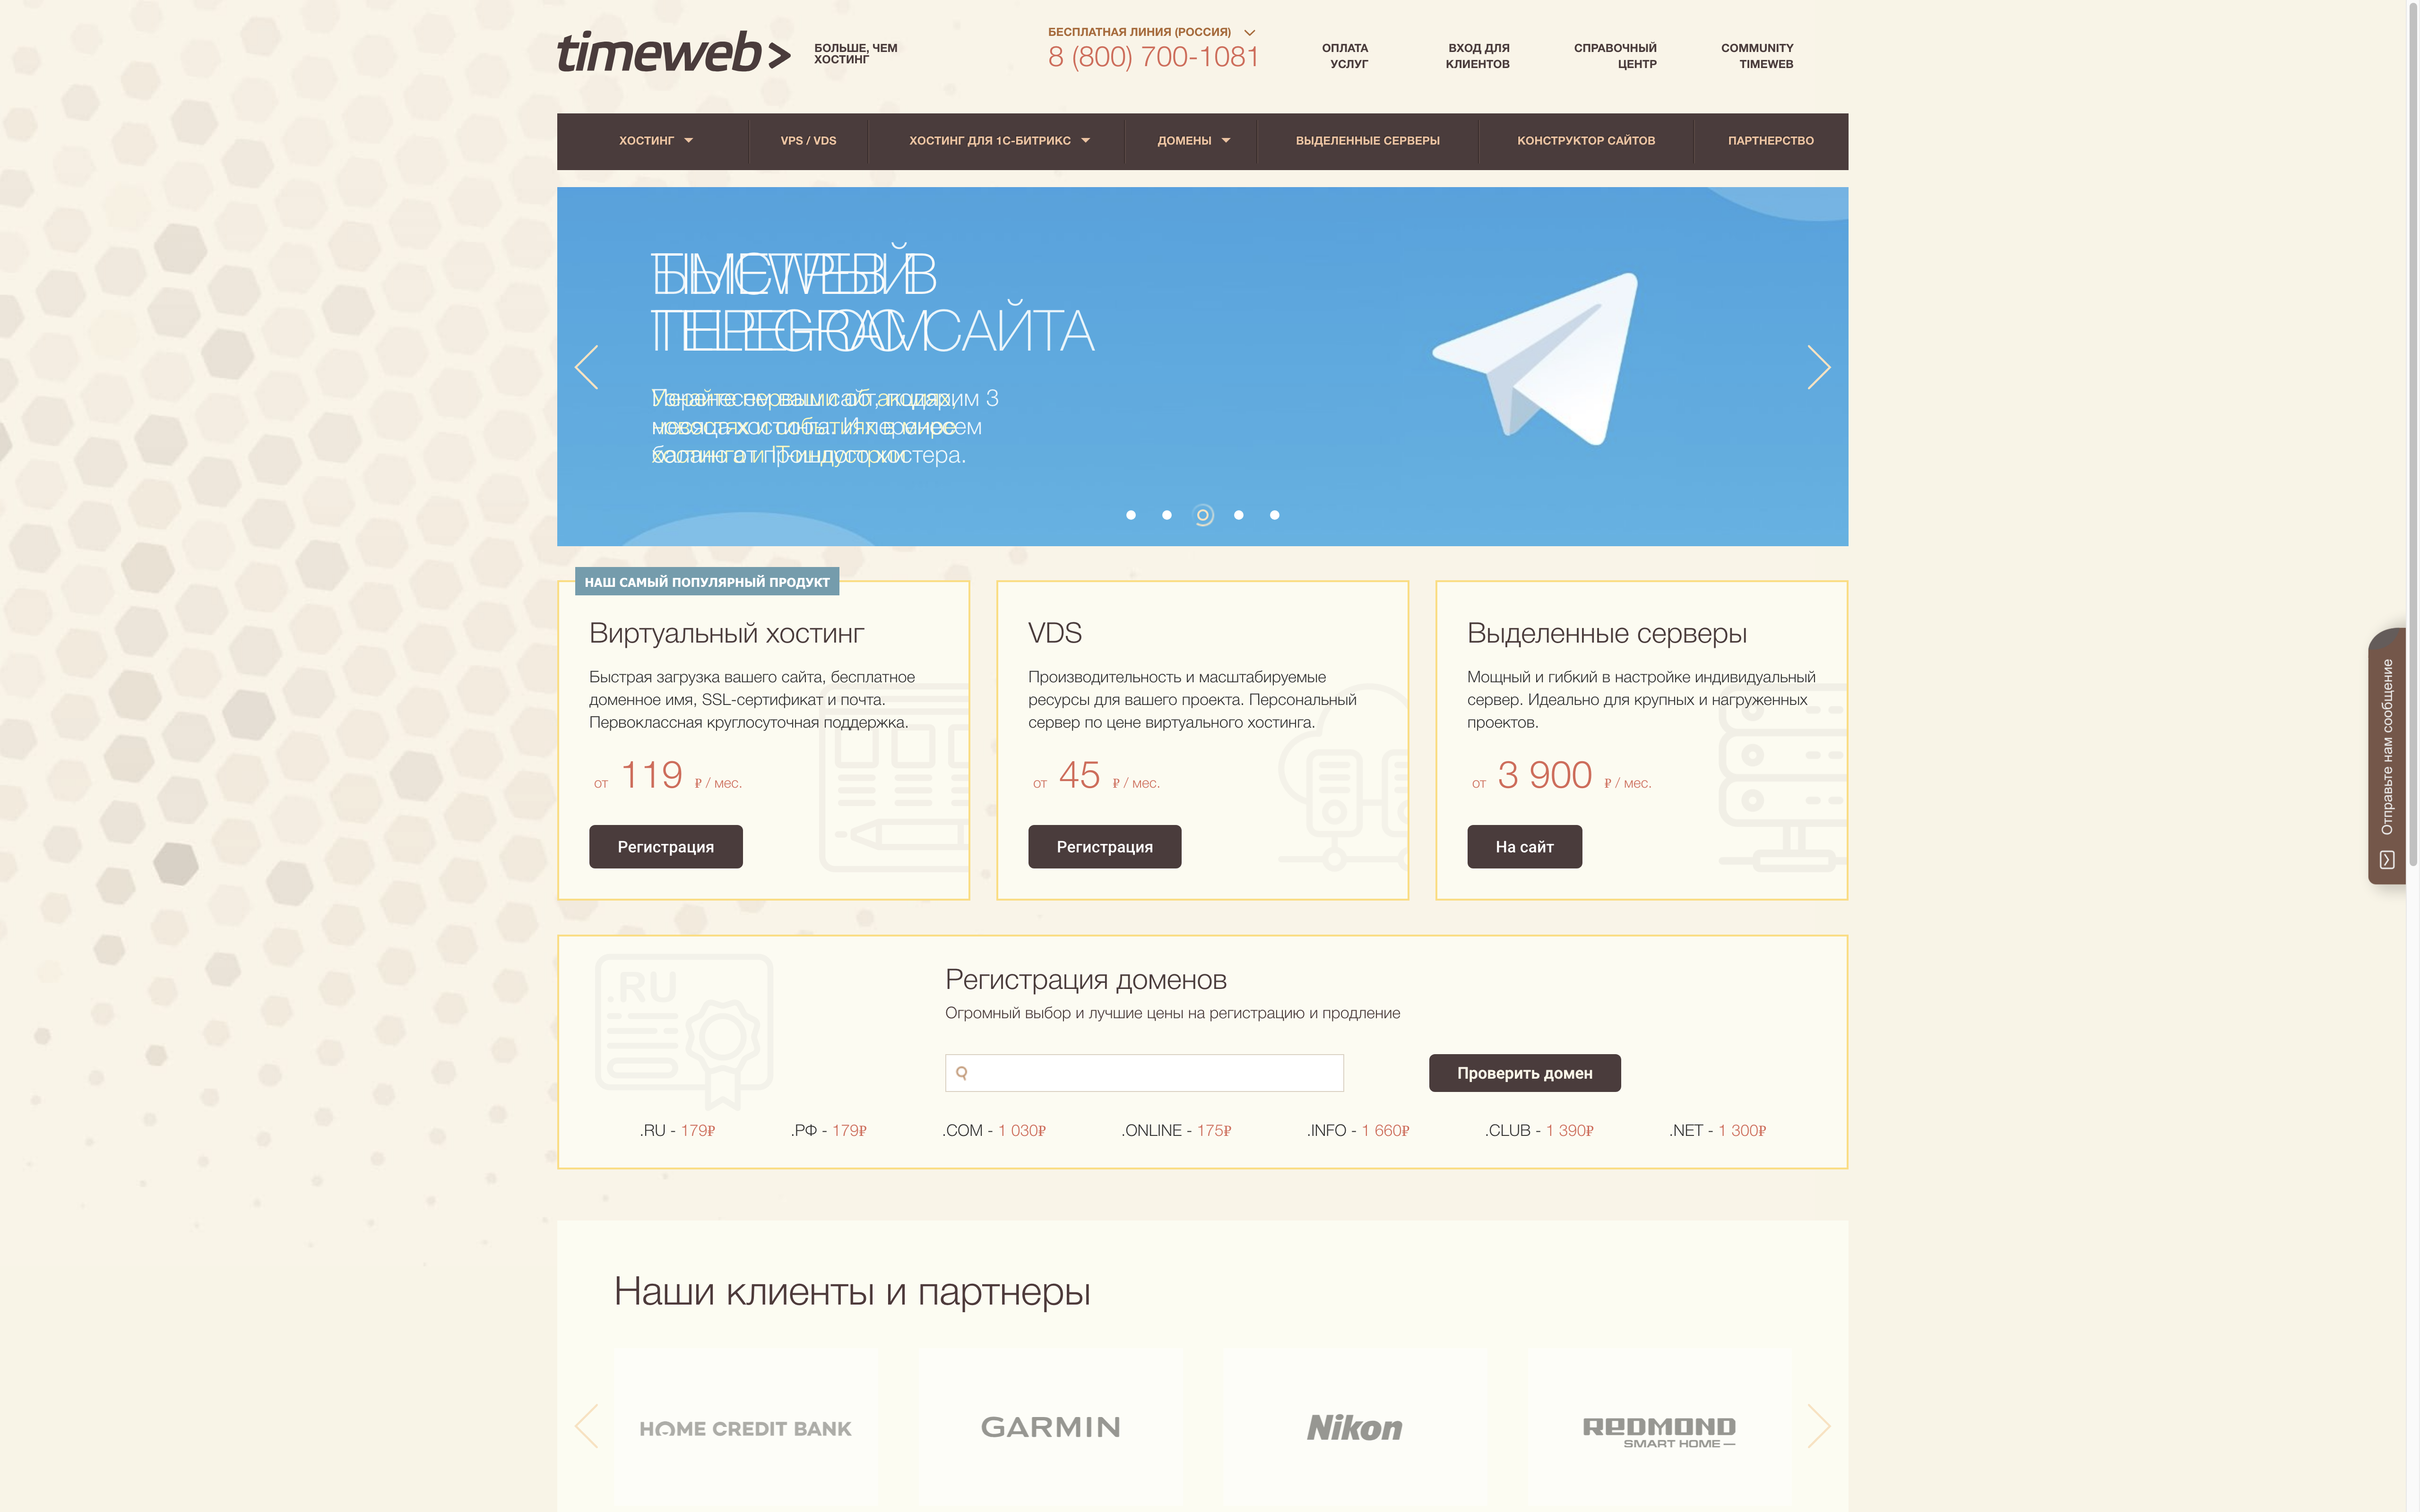 timeweb>
БОЛЬШЕ, ЧЕМ
ХОСТИНГ
БЕСПЛАТНАЯ ЛИНИЯ (РОССИЯ)
8 (800) 700-1081
ОПЛАТА
УСЛУГ
ВХОД ДЛЯ
КЛИЕНТОВ
СПРАВОЧНЫЙ
ЦЕНТР
COMMUNITY
TIMEWEB
ХОСТИНГ
VPS / VDS
ХОСТИНГ ДЛЯ 1С-БИТРИКС
ДОМЕНЫ
ВЫДЕЛЕННЫЕ СЕРВЕРЫ
КОНСТРУКТОР САЙТОВ
ПАРТНЕРСТВО
TIMEWEB В
TELEGRAM
БЫСТРЫЙ
ПЕРЕНОС САЙТА
НАШ САМЫЙ ПОПУЛЯРНЫЙ ПРОДУКТ
Виртуальный хостинг
Быстрая загрузка вашего сайта, бесплатное
доменное имя, SSL-сертификат и почта.
Первоклассная круглосуточная поддержка.
от 119 ₽ / мес.
Регистрация
VDS
Производительность и масштабируемые
ресурсы для вашего проекта. Персональный
сервер по цене виртуального хостинга.
от 45 ₽ / мес.
Регистрация
Выделенные серверы
Мощный и гибкий в настройке индивидуальный
сервер. Идеально для крупных и нагруженных
проектов.
от 3 900 ₽ / мес.
На сайт
Отправьте нам сообщение
.RU
Регистрация доменов
Огромный выбор и лучшие цены на регистрацию и продление
Проверить домен
.RU - 179₽
.РФ - 179₽
.COM - 1 030₽
.ONLINE - 175₽
.INFO - 1 660₽
.CLUB - 1 390₽
.NET - 1 300₽
Наши клиенты и партнеры
HOME CREDIT BANK
GARMIN
Nikon
REDMOND
SMART HOME